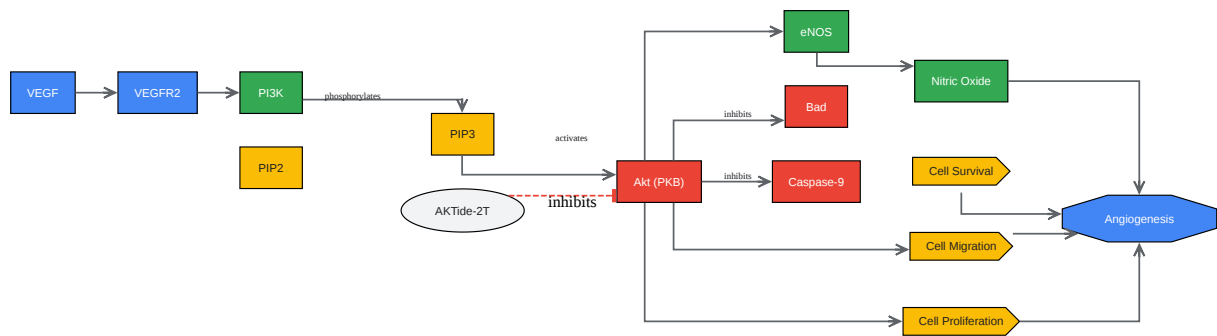 eNOS
VEGF
VEGFR2
PI3K
phosphorylates
Nitric Oxide
Bad
inhibits
PIP3
activates
PIP2
Akt (PKB)
inhibits
Caspase-9
Cell Survival
AKTide-2T
inhibits
Angiogenesis
Cell Migration
Cell Proliferation